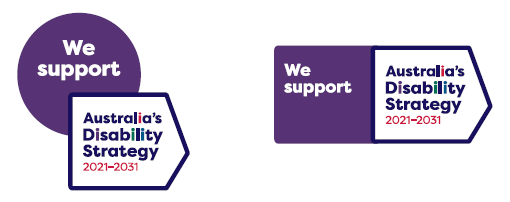 We
support
Australia's
Disability
Strategy
2021–2031
We
support
Australia's
Disability
Strategy
2021–2031